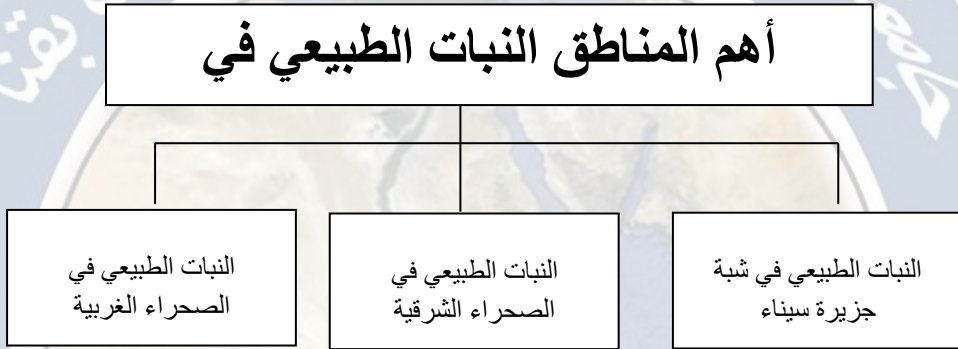 أهم المناطق النبات الطبيعي في
النبات الطبيعي في شبة
جزيرة سيناء
النبات الطبيعي في
الصحراء الشرقية
النبات الطبيعي في
الصحراء الغربية